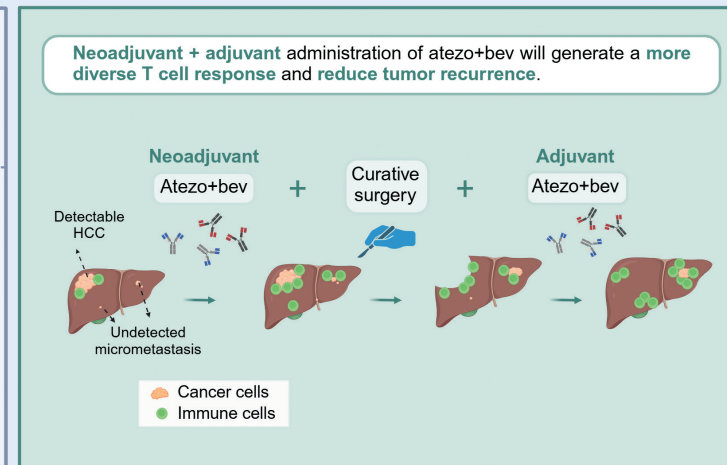 Neoadjuvant + adjuvant administration of atezo+bev will generate a more
diverse T cell response and reduce tumor recurrence.
Neoadjuvant
Atezo+bev
+
Curative
surgery
+
Adjuvant
Atezo+bev
Detectable
HCC
Undetected
micrometastasis
Cancer cells
Immune cells